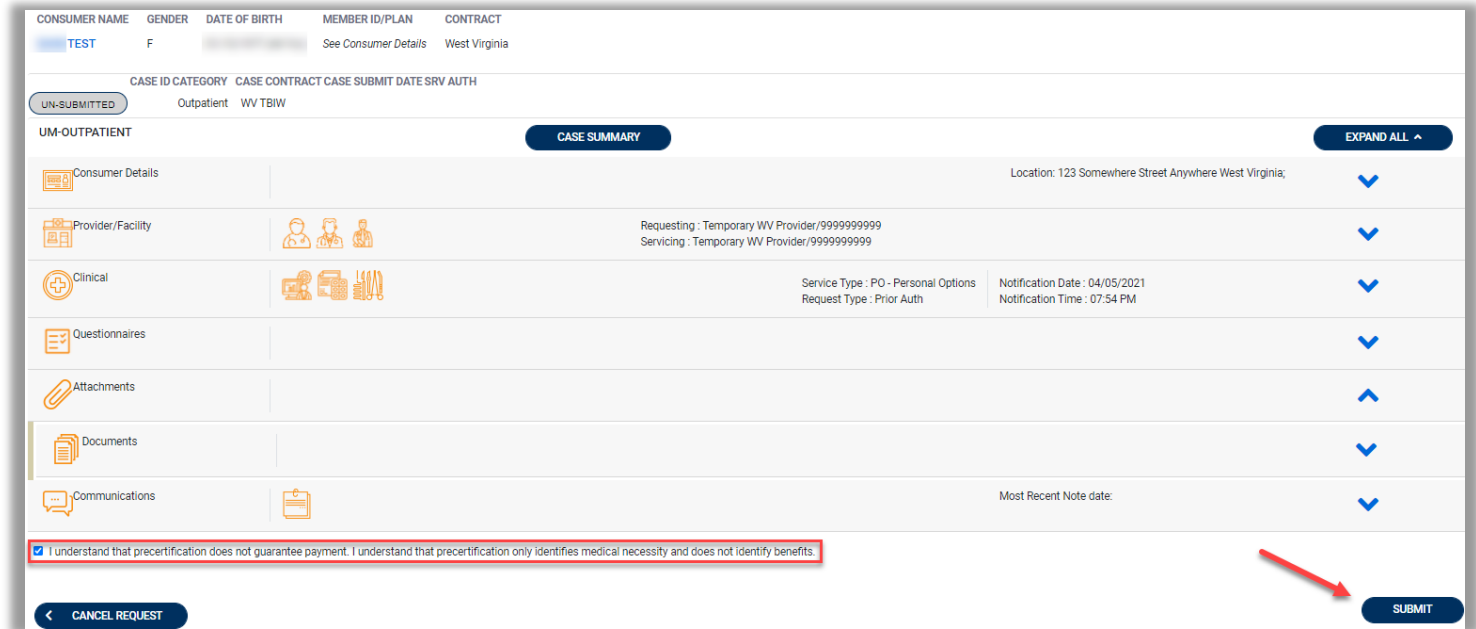 CONSUMER NAME GENDER DATE OF BIRTH MEMBER ID/PLAN CONTRACT
TEST F See Consumer Details West Virginia
CASE ID CATEGORY CASE CONTRACT CASE SUBMIT DATE SRV AUTH
UN-SUBMITTED Outpatient WV TBIW
UM-OUTPATIENT CASE SUMMARY EXPAND ALL
Consumer Details Location: 123 Somewhere Street Anywhere West Virginia;
Provider/Facility Requesting : Temporary WV Provider/9999999999
Servicing : Temporary WV Provider/9999999999
Clinical Service Type : PO - Personal Options Notification Date : 04/05/2021
Request Type : Prior Auth Notification Time : 07:54 PM
Questionnaires
Attachments
Documents
Communications Most Recent Note date:
I understand that precertification does not guarantee payment. I understand that precertification only identifies medical necessity and does not identify benefits.
CANCEL REQUEST SUBMIT